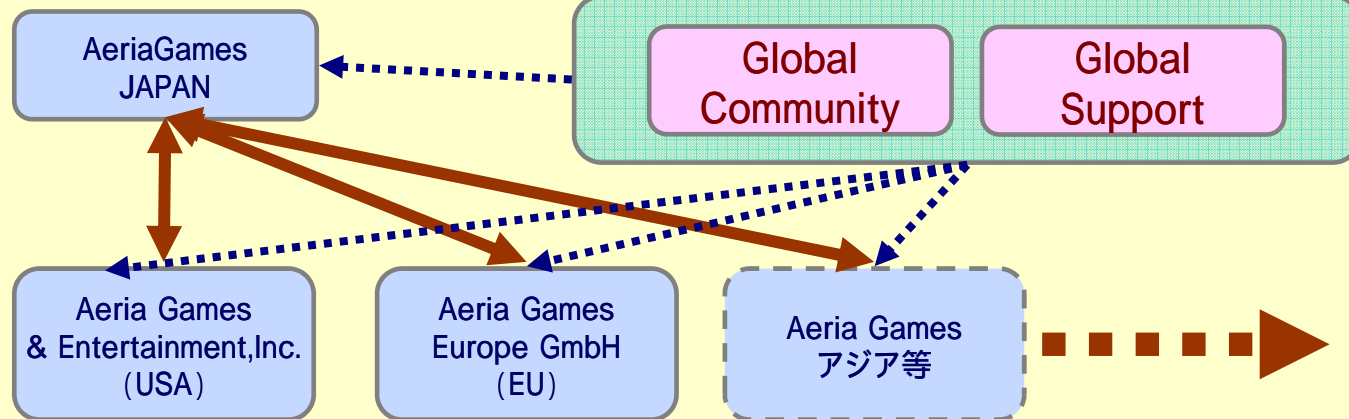 AeriaGames
JAPAN
Global
Community
Global
Support
Aeria Games
& Entertainment,Inc.
(USA)
Aeria Games
Europe GmbH
(EU)
Aeria Games
アジア等